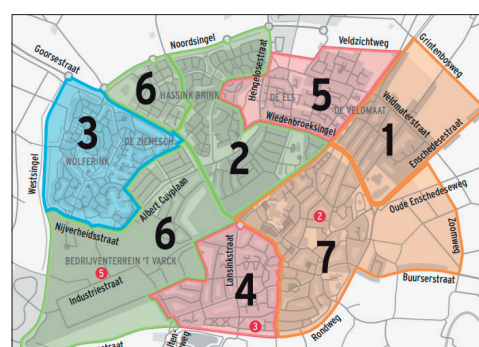 Noordsingel
Goorsestraat
Veldzichtweg
Grintenbosweg
6
HASSINK BRINK
Hengelosestraat
DE ELS
5
DE VELDMAAT
Veldmaterstraat
Wiedenbroeksingel
1
Enschedesestraat
3
WOLFERINK
DE ZIENESCH
2
Westsingel
Albert Cuyplaan
Oude Enschedeseweg
Zoomweg
Nijverheidsstraat
6
2
BEDRIJVENTERREIN 'T VARCK
5
Industriestraat
Lansinkstraat
7
4
Buurserstraat
3
Rondweg